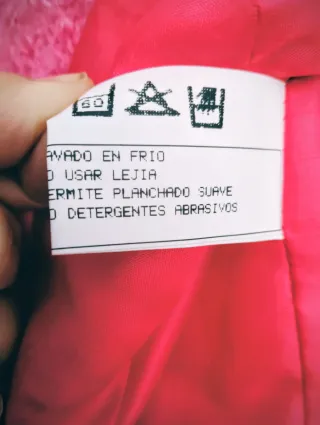 60
AVADO EN FRIO
O USAR LEJIA
ERMITE PLANCHADO SUAVE
O DETERGENTES ABRASIVOS